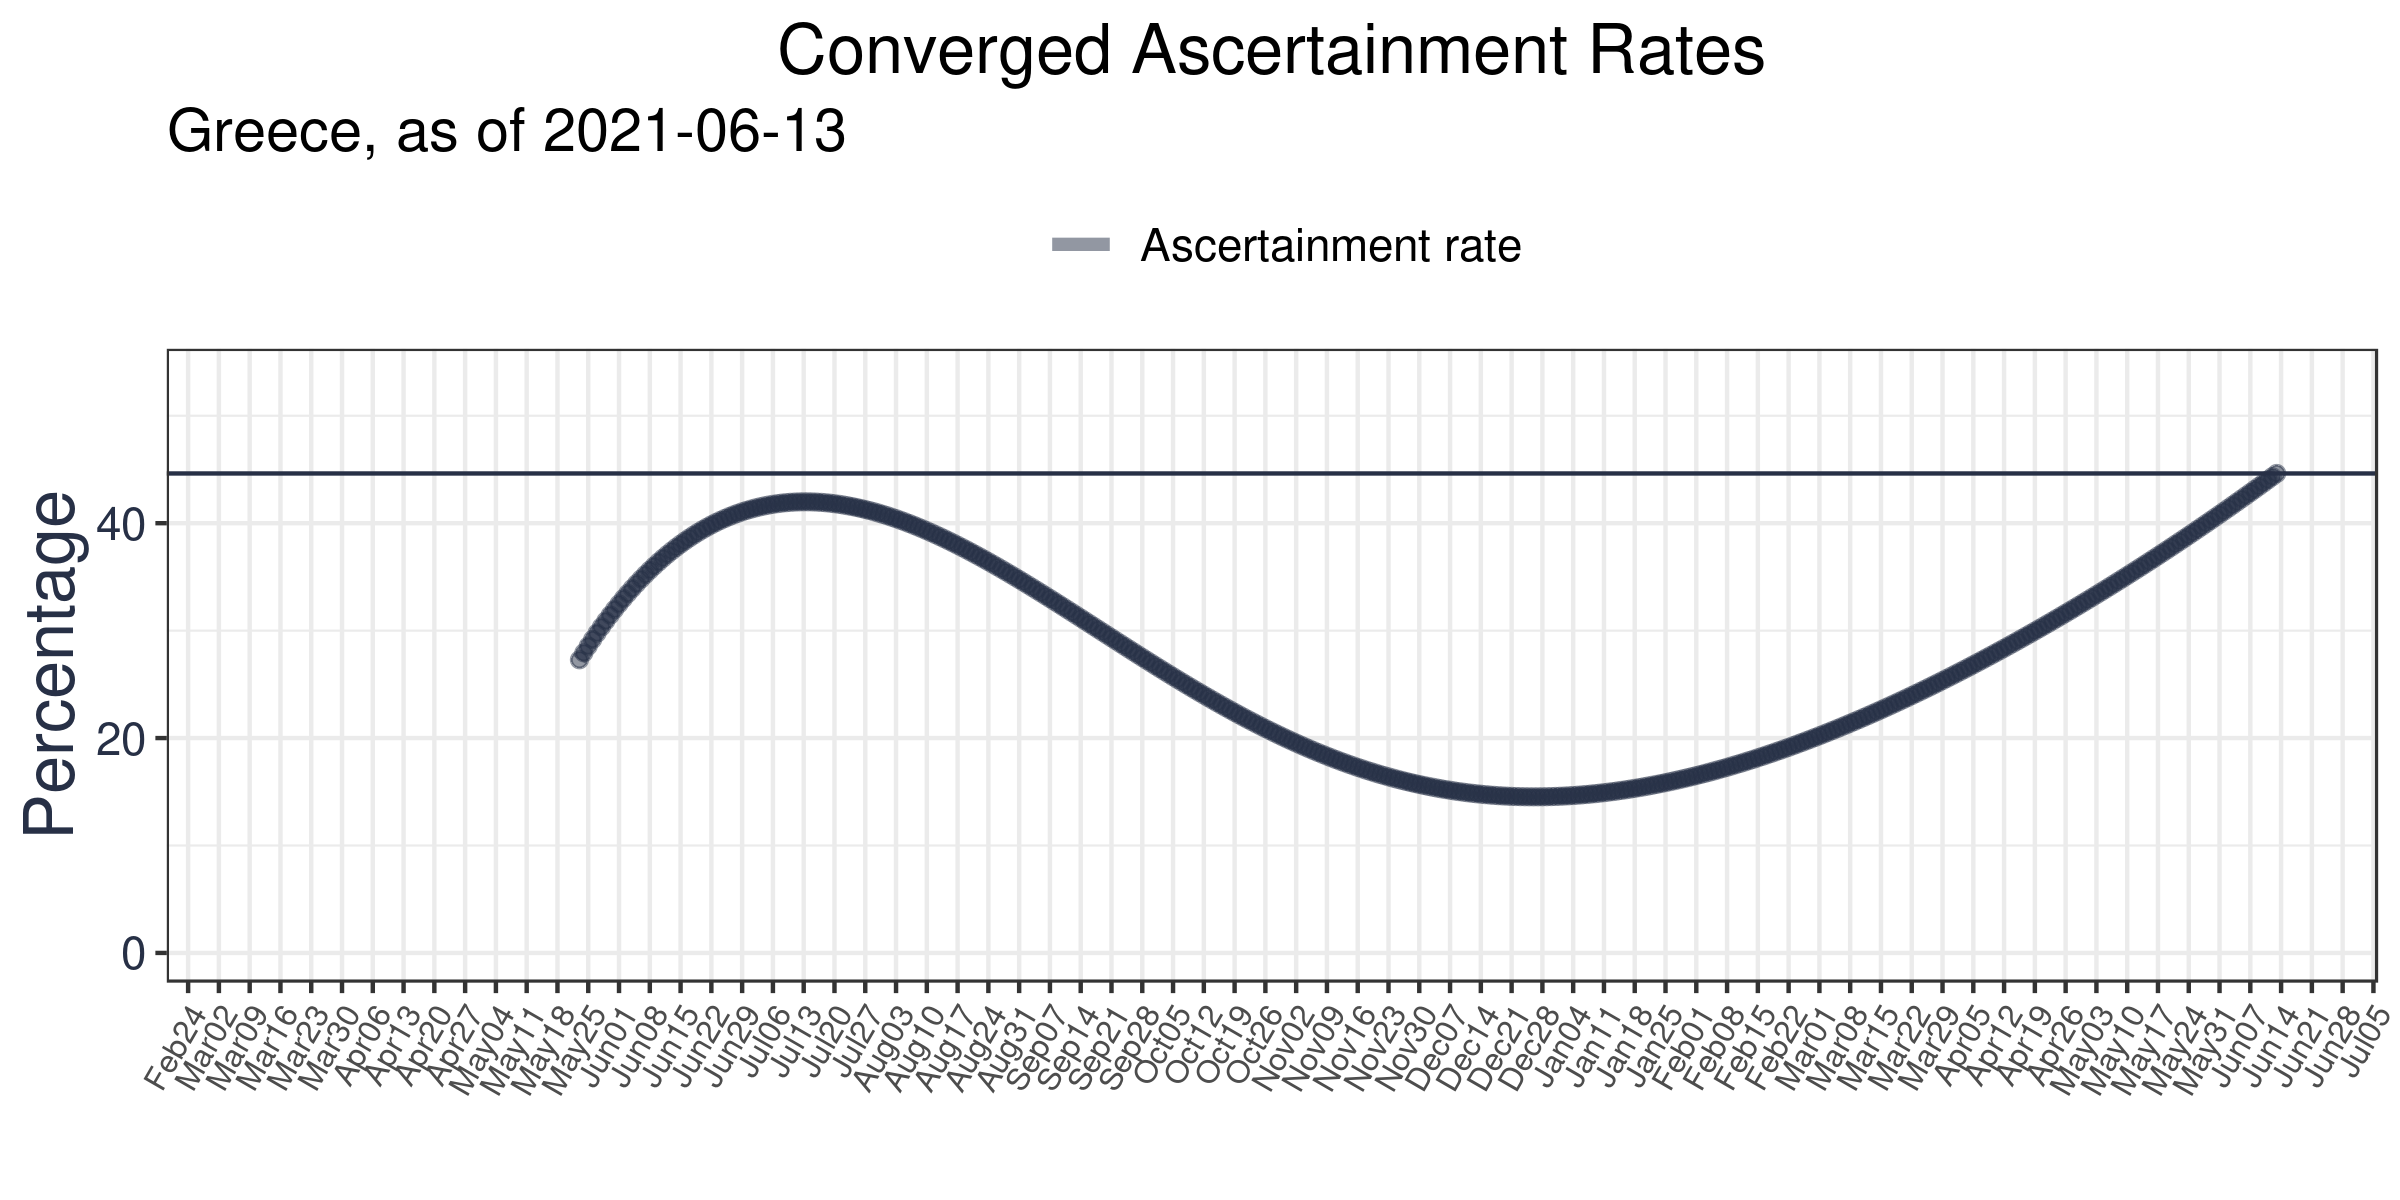 Converged Ascertainment Rates
Greece, as of 2021-06-13
Ascertainment rate
Percentage
40
20
0
Feb24
Mar02
Mar09
Mar16
Mar23
Mar30
Apr06
Apr13
Apr20
Apr27
May04
May11
May18
May25
Jun01
Jun08
Jun15
Jun22
Jun29
Jul06
Jul13
Jul20
Jul27
Aug03
Aug10
Aug17
Aug24
Aug31
Sep07
Sep14
Sep21
Sep28
Oct05
Oct12
Oct19
Oct26
Nov02
Nov09
Nov16
Nov23
Nov30
Dec07
Dec14
Dec21
Dec28
Jan04
Jan11
Jan18
Jan25
Feb01
Feb08
Feb15
Feb22
Mar01
Mar08
Mar15
Mar22
Mar29
Apr05
Apr12
Apr19
Apr26
May03
May10
May17
May24
May31
Jun07
Jun14
Jun21
Jun28
Jul05